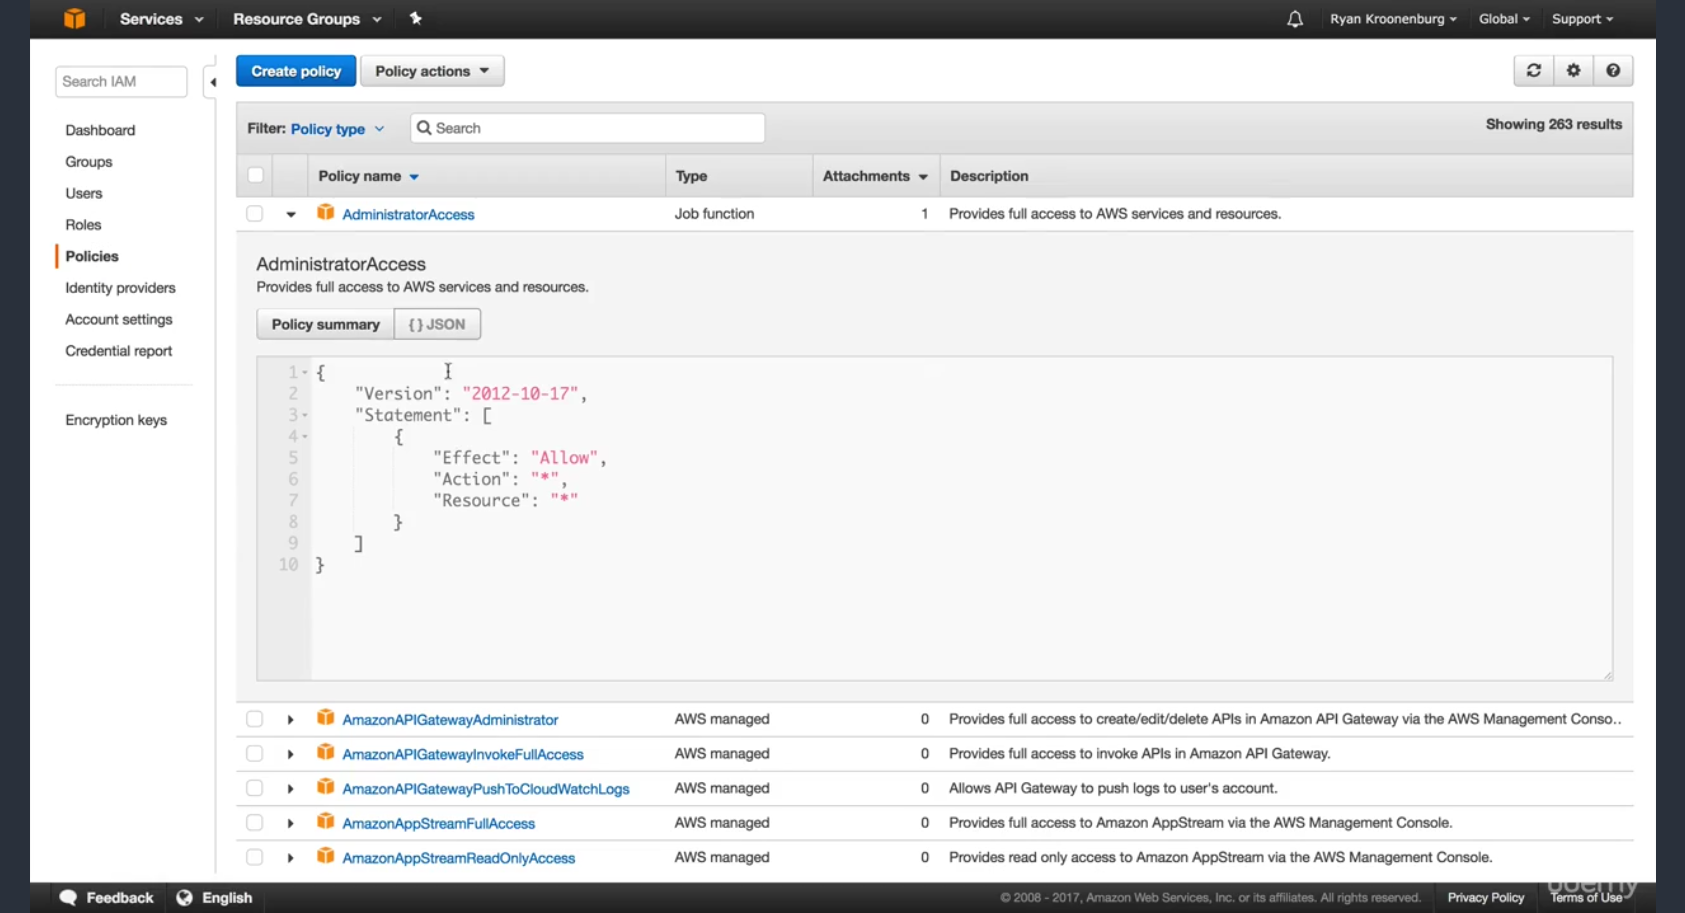 Services Resource Groups Ryan Kroonenburg Global Support
Search IAM
Create policy Policy actions
Dashboard
Groups
Users
Roles
Policies
Identity providers
Account settings
Credential report
Encryption keys
Filter: Policy type Search Showing 263 results
Policy name Type Attachments Description
AdministratorAccess Job function 1 Provides full access to AWS services and resources.
AdministratorAccess
Provides full access to AWS services and resources.
Policy summary {} JSON
1 {
2 "Version": "2012-10-17",
3 "Statement": [
4 {
5 "Effect": "Allow",
6 "Action": "*",
7 "Resource": "*"
8 }
9 ]
10 }
AmazonAPIGatewayAdministrator AWS managed 0 Provides full access to create/edit/delete APIs in Amazon API Gateway via the AWS Management Conso..
AmazonAPIGatewayInvokeFullAccess AWS managed 0 Provides full access to invoke APIs in Amazon API Gateway.
AmazonAPIGatewayPushToCloudWatchLogs AWS managed 0 Allows API Gateway to push logs to user's account.
AmazonAppStreamFullAccess AWS managed 0 Provides full access to Amazon AppStream via the AWS Management Console.
AmazonAppStreamReadOnlyAccess AWS managed 0 Provides read only access to Amazon AppStream via the AWS Management Console.
Feedback English © 2008 - 2017, Amazon Web Services, Inc. or its affiliates. All rights reserved. Privacy Policy Terms of Use
udemy